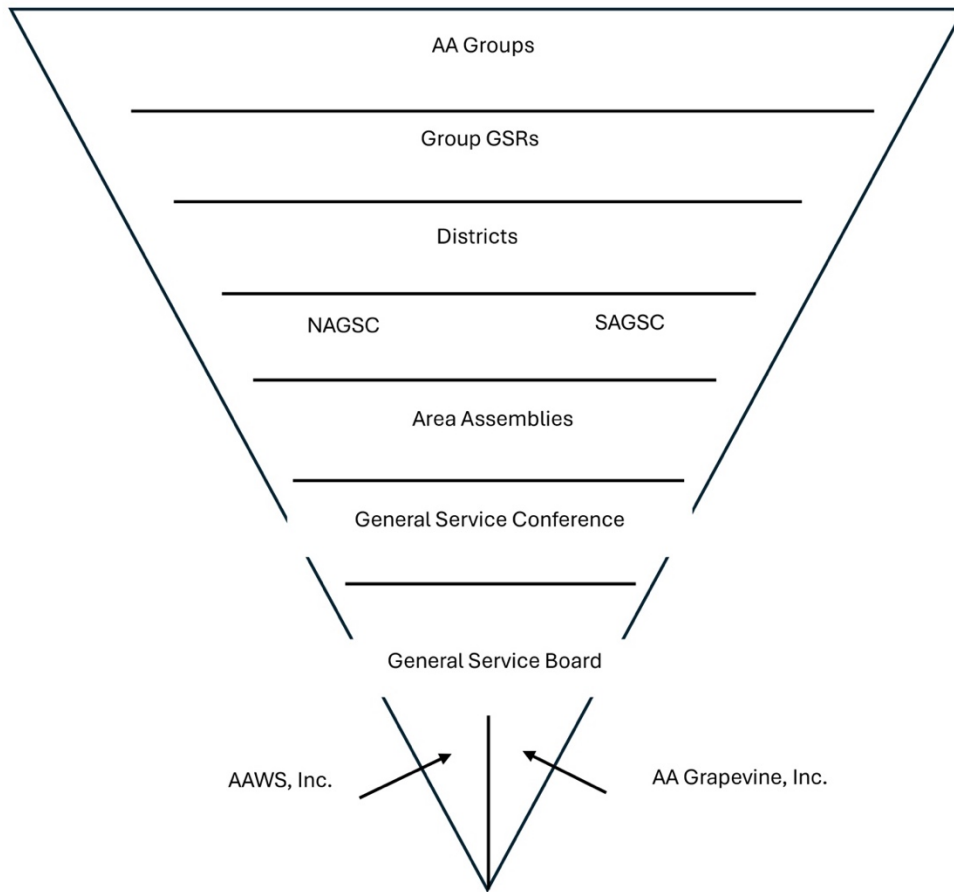 AA Groups
Group GSRs
Districts
NAGSC SAGSC
Area Assemblies
General Service Conference
General Service Board
AAWS, Inc. AA Grapevine, Inc.